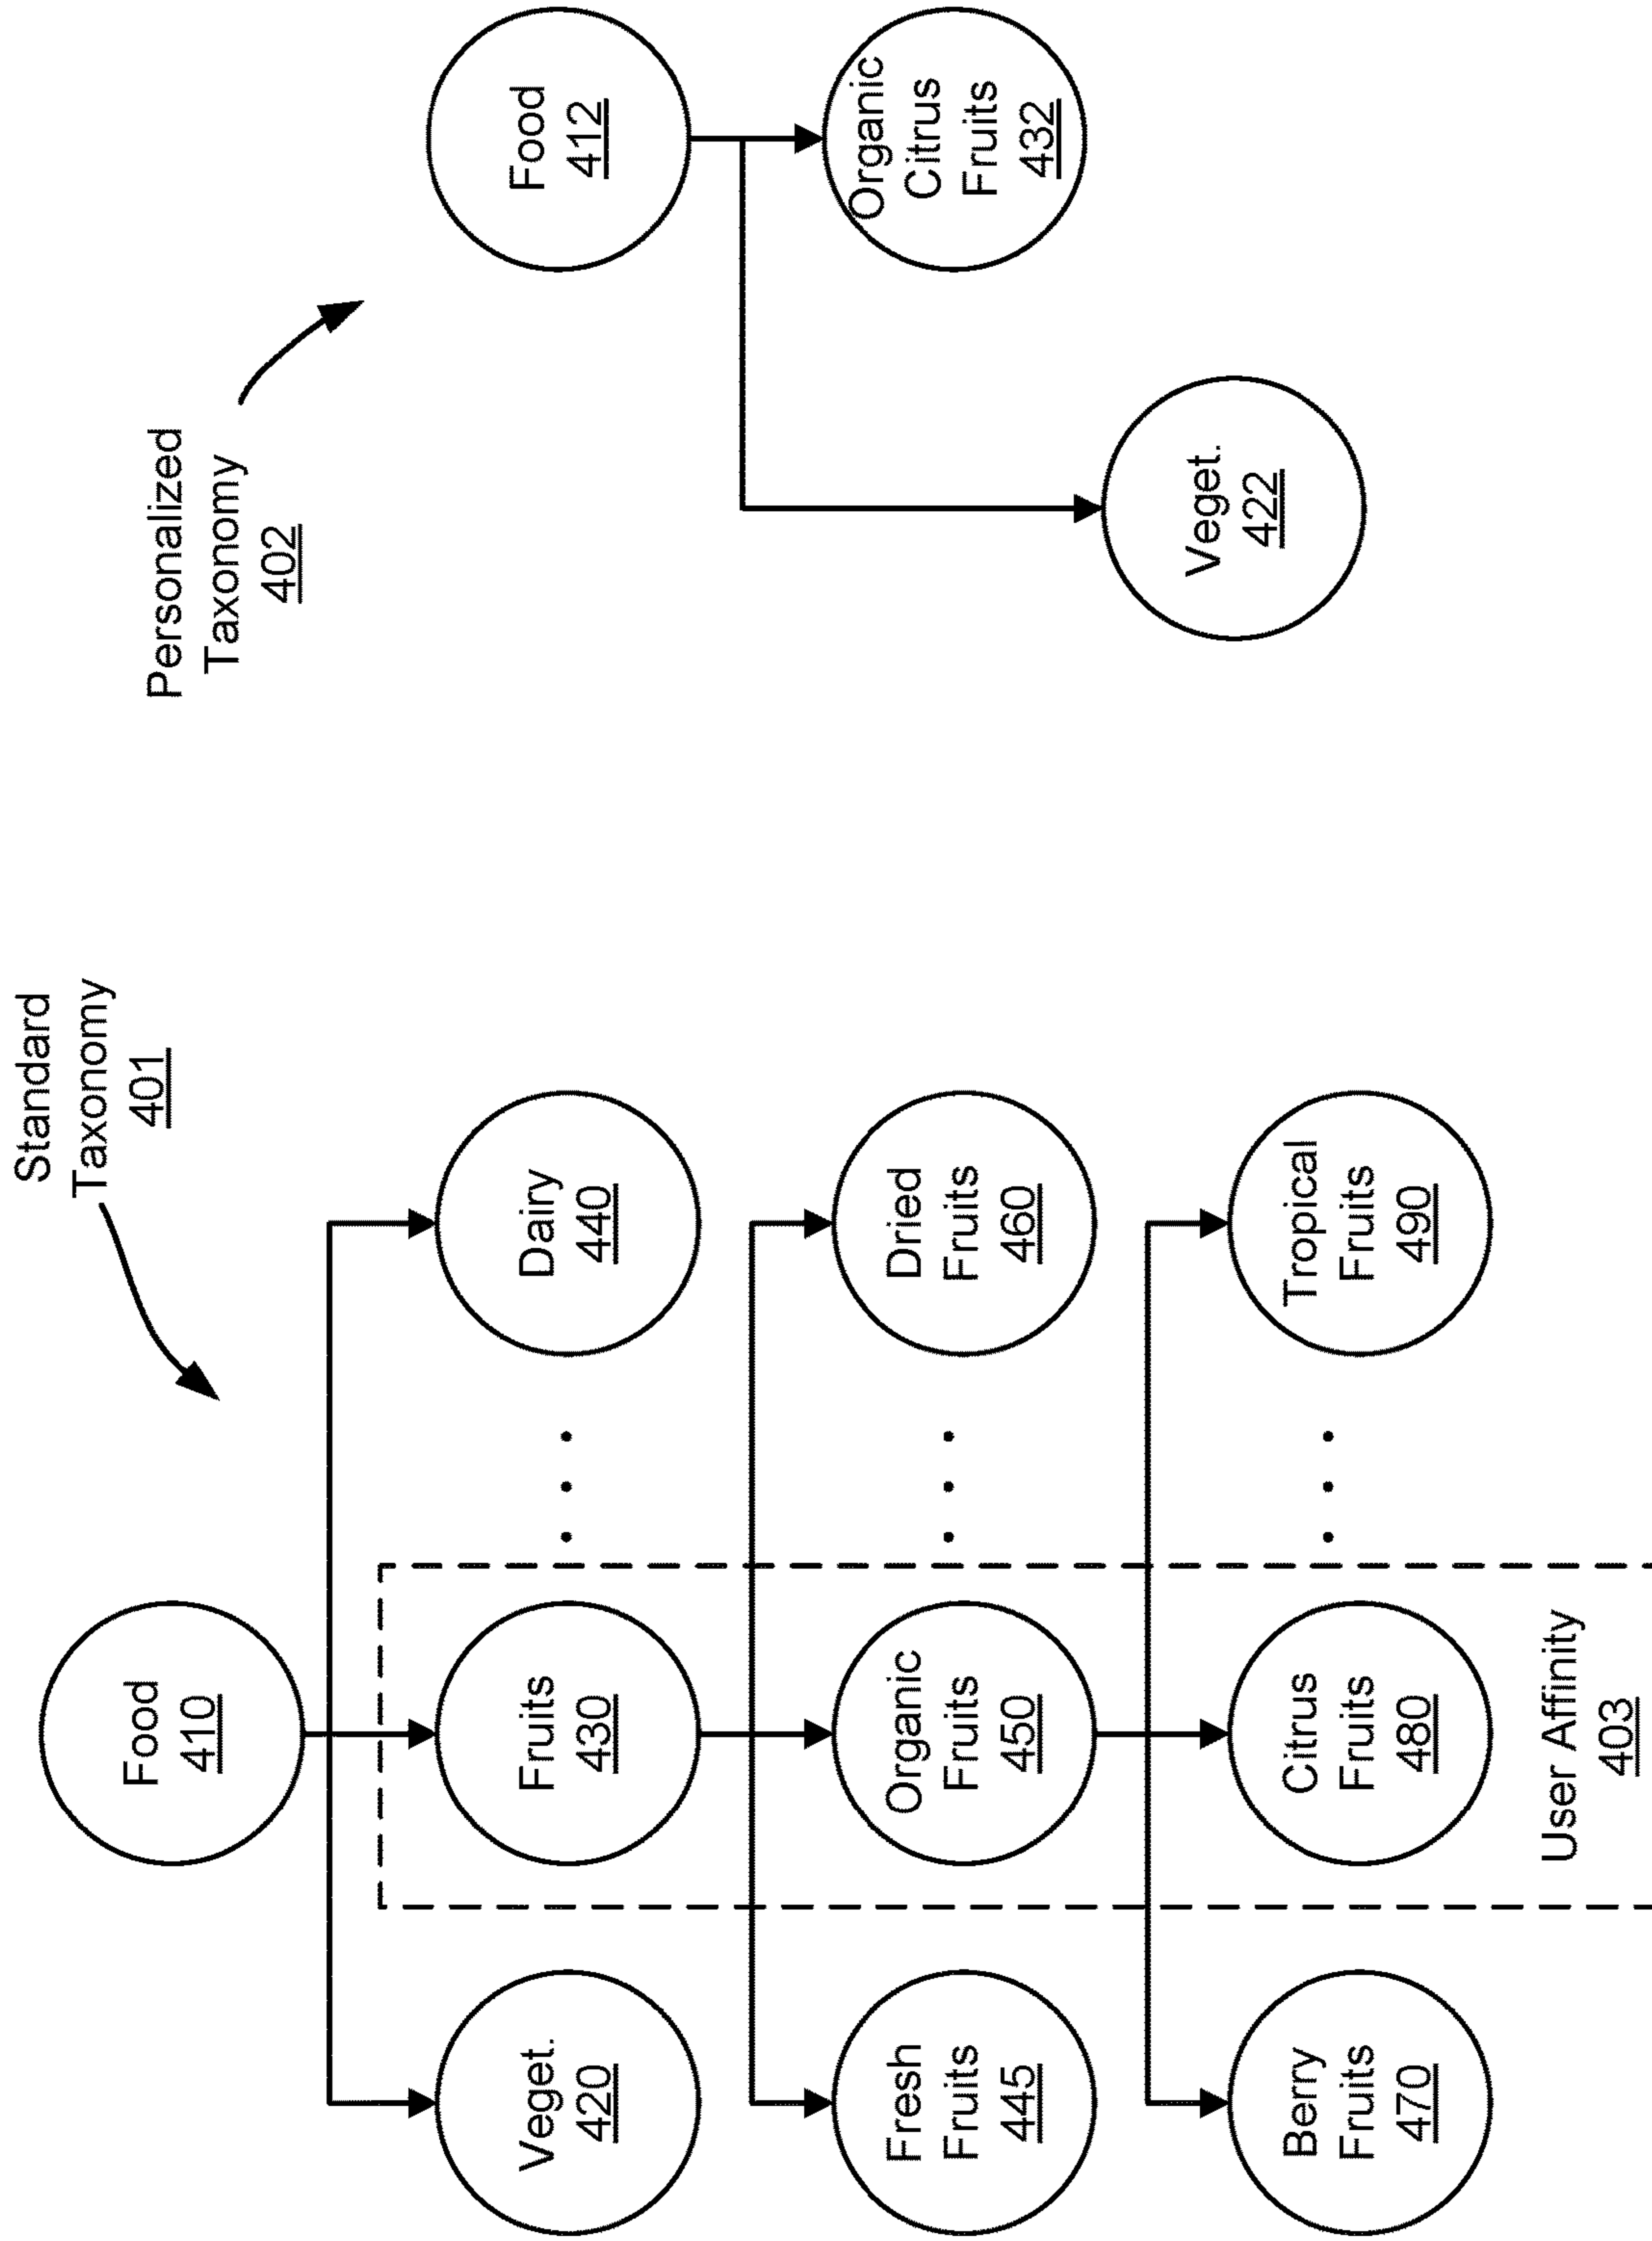 Standard
Taxonomy
401
Food
410
Veget.
420
Fruits
430
Dairy
440
Fresh
Fruits
445
Organic
Fruits
450
Dried
Fruits
460
Berry
Fruits
470
Citrus
Fruits
480
Tropical
Fruits
490
User Affinity
403
Personalized
Taxonomy
402
Food
412
Organic
Citrus
Fruits
432
Veget.
422